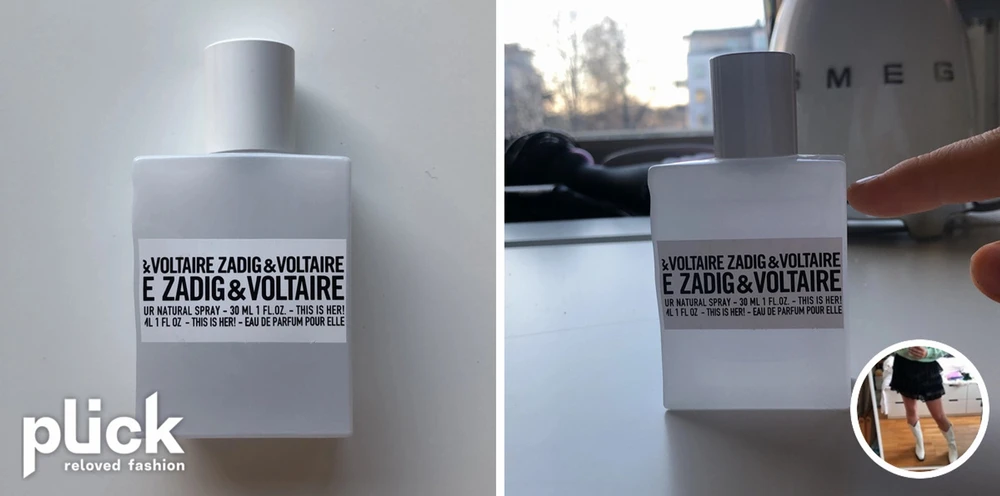 &VOLTAIRE ZADIG&VOLTAIRE
E ZADIG&VOLTAIRE
UR NATURAL SPRAY – 30 ML 1 FL.OZ. – THIS IS HER!
ML 1 FL OZ – THIS IS HER! – EAU DE PARFUM POUR ELLE
plick
reloved fashion
SMEG
&VOLTAIRE ZADIG&VOLTAIRE
E ZADIG&VOLTAIRE
UR NATURAL SPRAY – 30 ML 1 FL.OZ. – THIS IS HER!
ML 1 FL OZ – THIS IS HER! – EAU DE PARFUM POUR ELLE